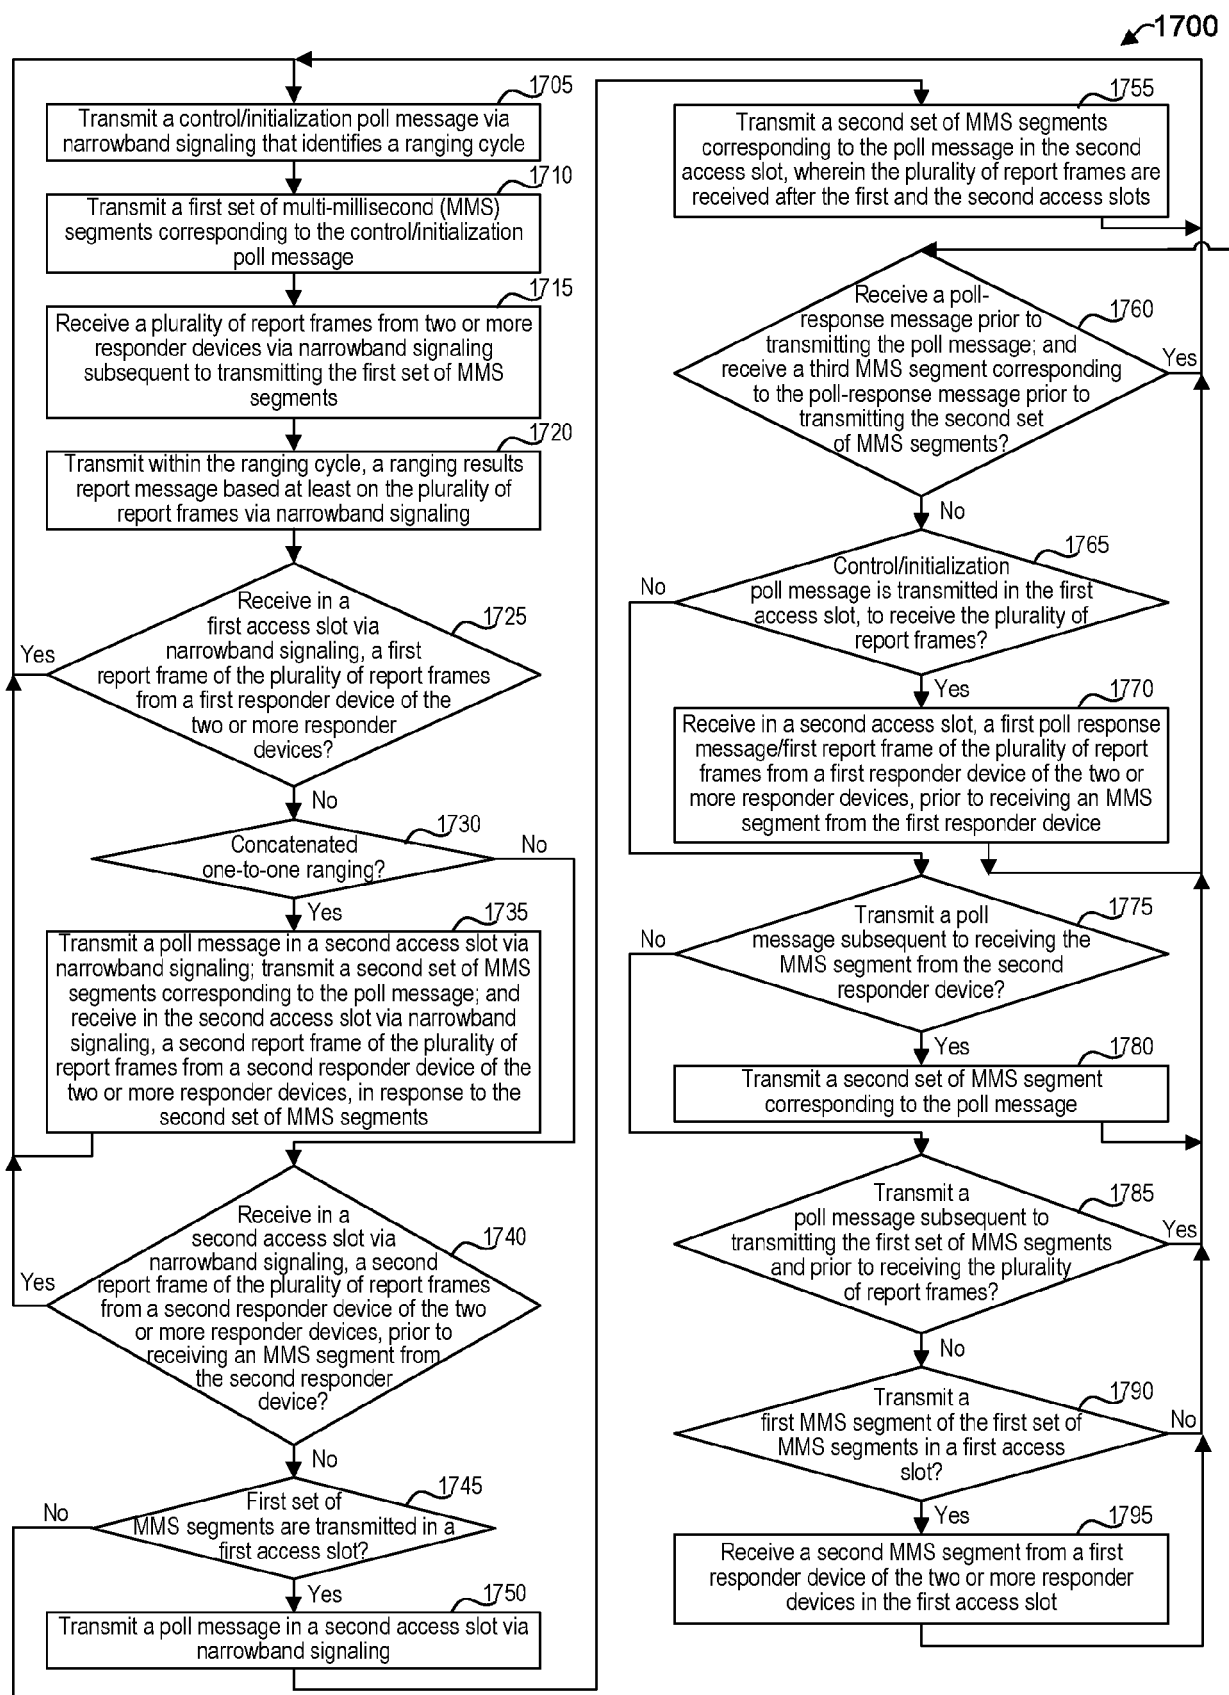 1700
1705
Transmit a control/initialization poll message via
narrowband signaling that identifies a ranging cycle
1710
Transmit a first set of multi-millisecond (MMS)
segments corresponding to the control/initialization
poll message
1715
Receive a plurality of report frames from two or more
responder devices via narrowband signaling
subsequent to transmitting the first set of MMS
segments
1720
Transmit within the ranging cycle, a ranging results
report message based at least on the plurality of
report frames via narrowband signaling
1725
Receive in a
first access slot via
narrowband signaling, a first
report frame of the plurality of report frames
from a first responder device of the
two or more responder
devices?
Yes
No
1730
Concatenated
one-to-one ranging?
No
Yes
1735
Transmit a poll message in a second access slot via
narrowband signaling; transmit a second set of MMS
segments corresponding to the poll message; and
receive in the second access slot via narrowband
signaling, a second report frame of the plurality of
report frames from a second responder device of the
two or more responder devices, in response to the
second set of MMS segments
1740
Receive in a
second access slot via
narrowband signaling, a second
report frame of the plurality of report frames
from a second responder device of the two
or more responder devices, prior to
receiving an MMS segment from
the second responder
device?
Yes
No
1745
First set of
MMS segments are transmitted in a
first access slot?
No
Yes
1750
Transmit a poll message in a second access slot via
narrowband signaling
1755
Transmit a second set of MMS segments
corresponding to the poll message in the second
access slot, wherein the plurality of report frames are
received after the first and the second access slots
1760
Receive a poll-
response message prior to
transmitting the poll message; and
receive a third MMS segment corresponding
to the poll-response message prior to
transmitting the second set
of MMS segments?
Yes
No
1765
Control/initialization
poll message is transmitted in the first
access slot, to receive the plurality of
report frames?
No
Yes
1770
Receive in a second access slot, a first poll response
message/first report frame of the plurality of report
frames from a first responder device of the two or
more responder devices, prior to receiving an MMS
segment from the first responder device
1775
Transmit a poll
message subsequent to receiving the
MMS segment from the second
responder device?
No
Yes
1780
Transmit a second set of MMS segment
corresponding to the poll message
1785
Transmit a
poll message subsequent to
transmitting the first set of MMS segments
and prior to receiving the plurality
of report frames?
Yes
No
1790
Transmit a
first MMS segment of the first set of
MMS segments in a first access
slot?
No
Yes
1795
Receive a second MMS segment from a first
responder device of the two or more responder
devices in the first access slot